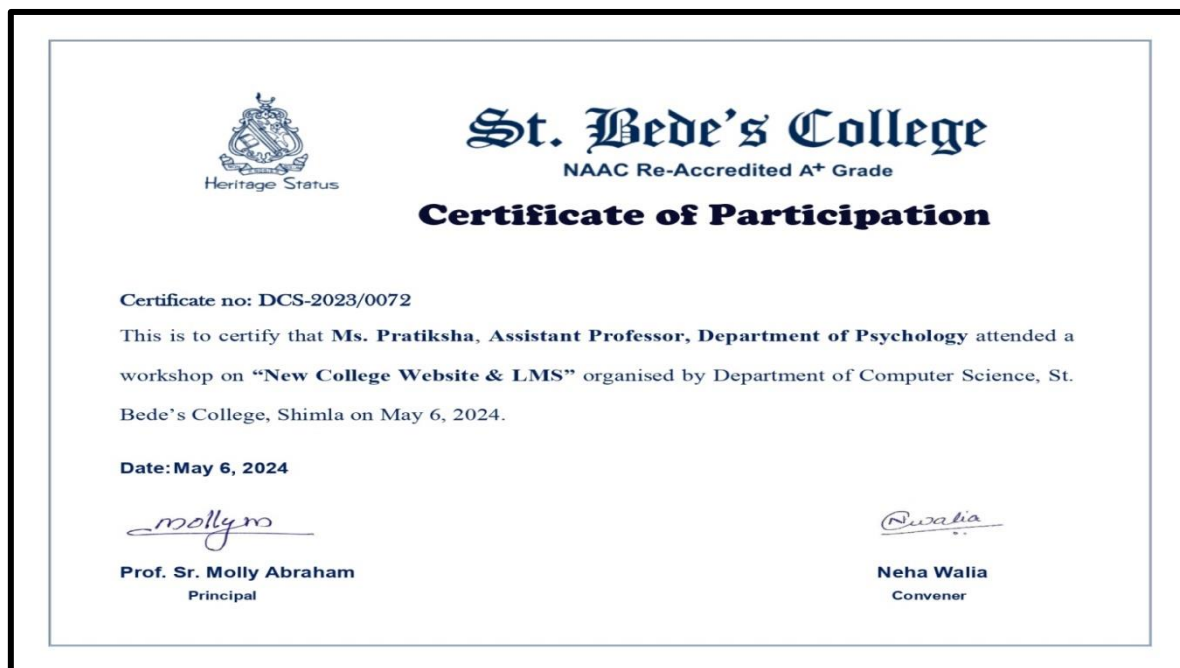 St. Bede's College
NAAC Re-Accredited A+ Grade
Heritage Status
Certificate of Participation
Certificate no: DCS-2023/0072
This is to certify that Ms. Pratiksha, Assistant Professor, Department of Psychology attended a
workshop on “New College Website & LMS” organised by Department of Computer Science, St.
Bede’s College, Shimla on May 6, 2024.
Date: May 6, 2024
mollym
Nwalia
Prof. Sr. Molly Abraham
Neha Walia
Principal
Convener